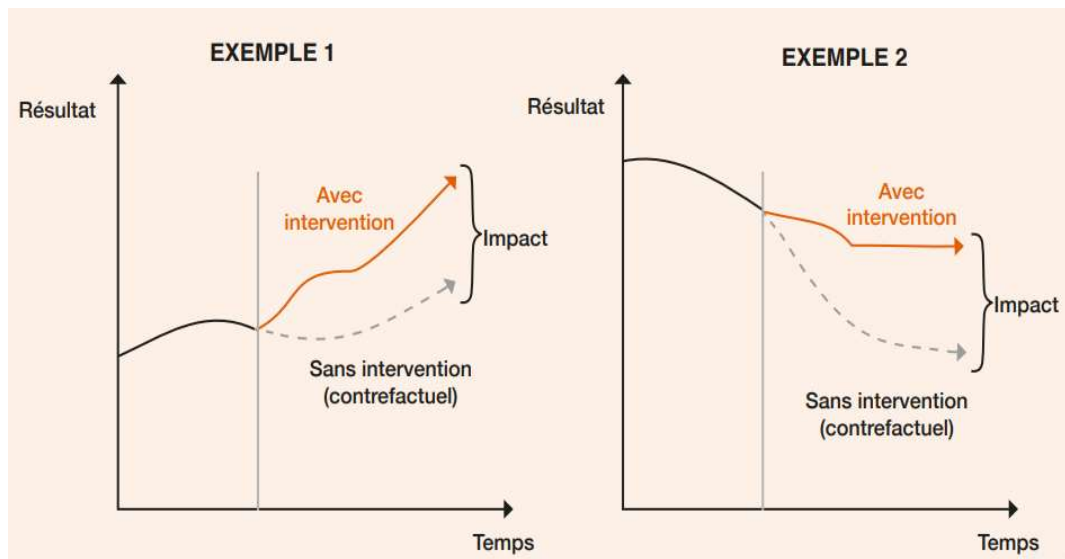 EXEMPLE 1
Résultat
Avec
intervention
Impact
Sans intervention
(contrefactuel)
Temps
EXEMPLE 2
Résultat
Avec
intervention
Impact
Sans intervention
(contrefactuel)
Temps